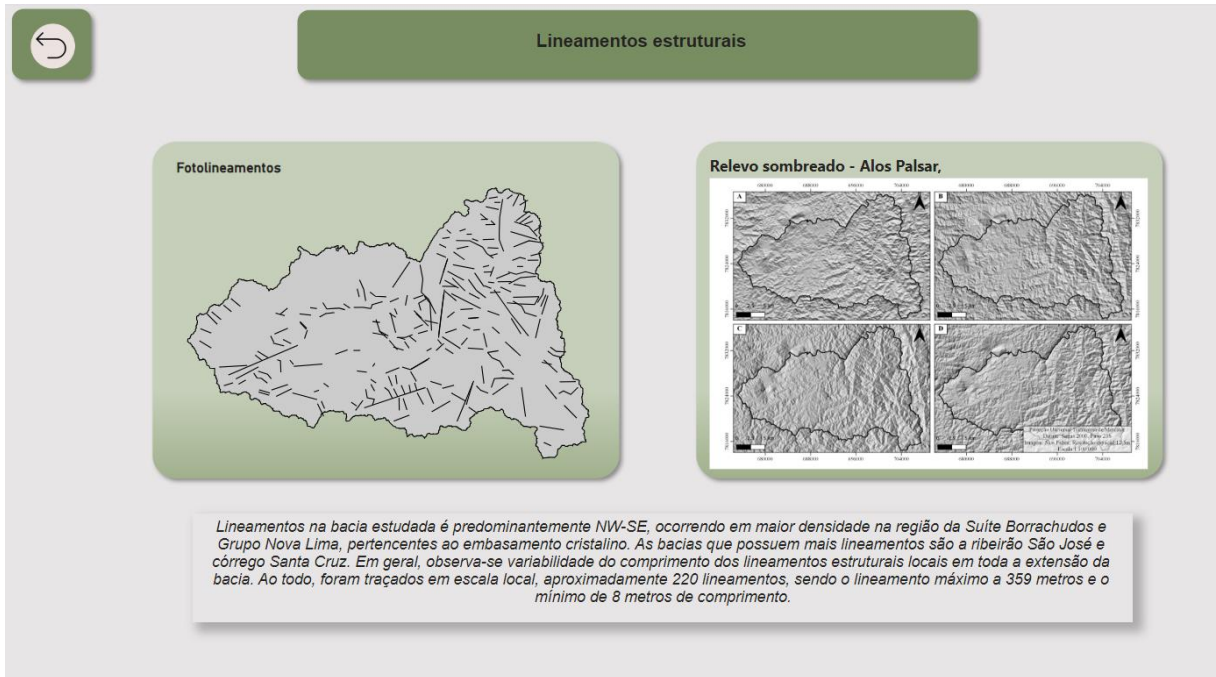 Lineamentos estruturais
Fotolineamentos
Relevo sombreado - Alos Palsar,
A
B
C
D
Lineamentos na bacia estudada é predominantemente NW-SE, ocorrendo em maior densidade na região da Suíte Borrachudos e
Grupo Nova Lima, pertencentes ao embasamento cristalino. As bacias que possuem mais lineamentos são a ribeirão São José e
córrego Santa Cruz. Em geral, observa-se variabilidade do comprimento dos lineamentos estruturais locais em toda a extensão da
bacia. Ao todo, foram traçados em escala local, aproximadamente 220 lineamentos, sendo o lineamento máximo a 359 metros e o
mínimo de 8 metros de comprimento.